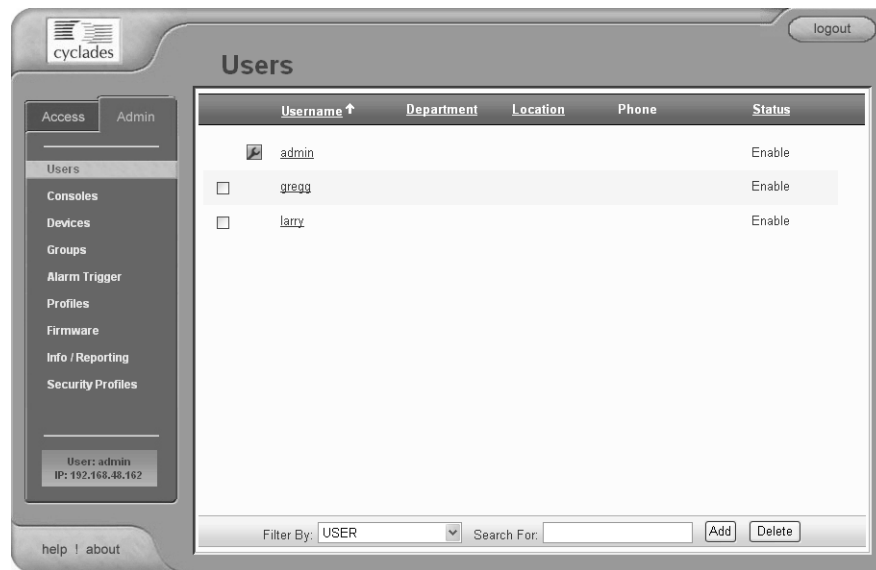 cyclades
logout
Users
Access Admin
Users
Consoles
Devices
Groups
Alarm Trigger
Profiles
Firmware
Info / Reporting
Security Profiles
User: admin
IP: 192.168.48.162
help ! about
Username ↑ Department Location Phone Status
admin Enable
gregg Enable
larry Enable
Filter By: USER Search For: Add Delete